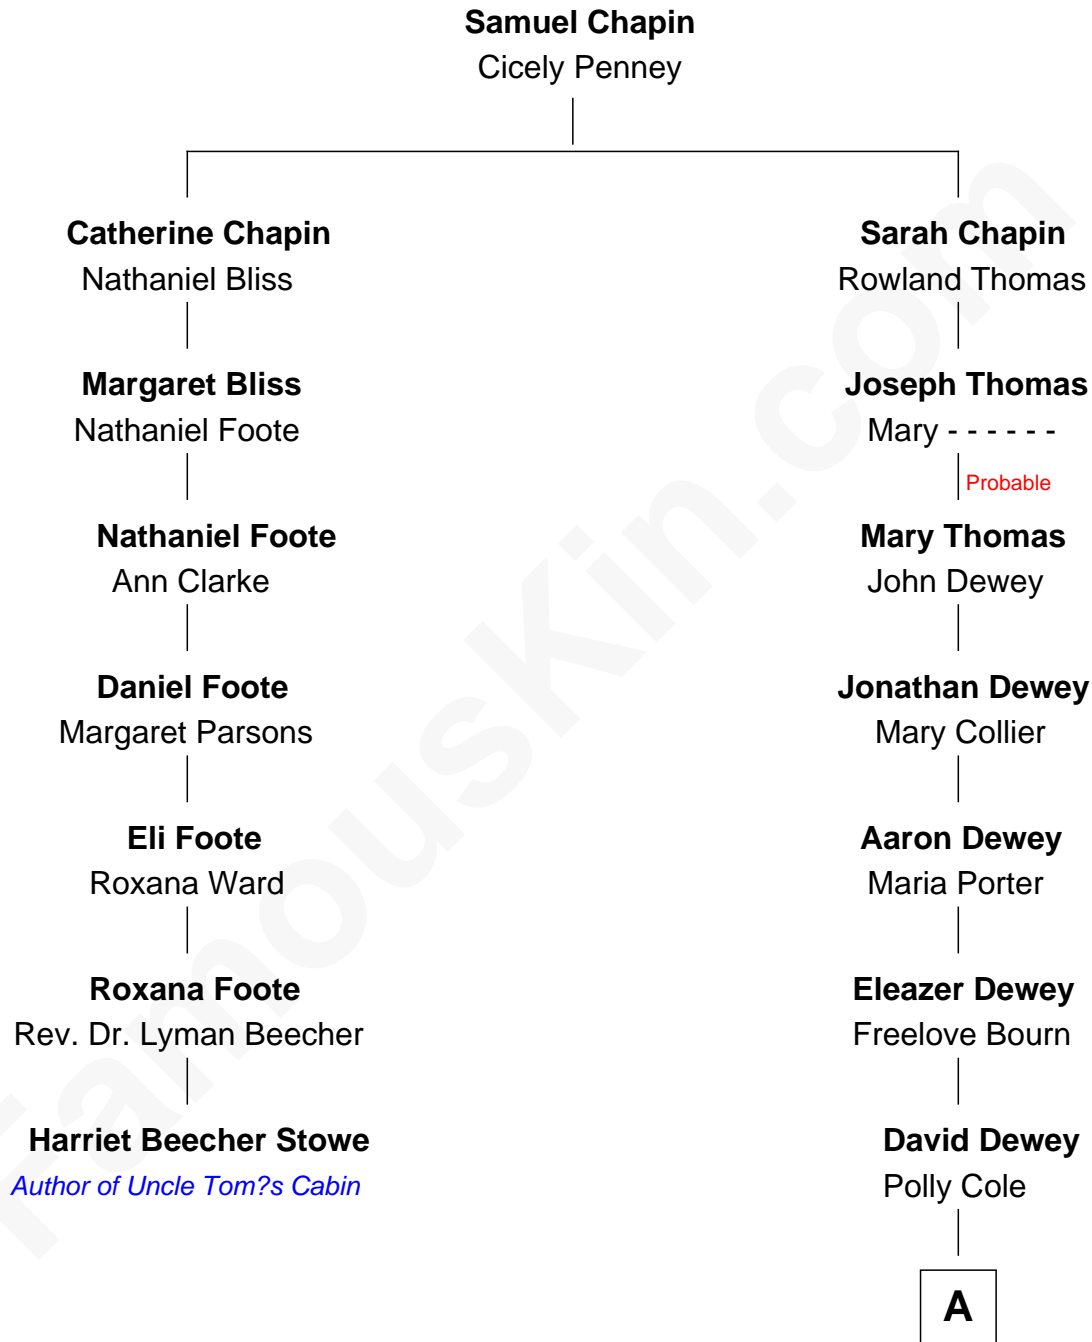 Samuel Chapin
Cicely Penney
Catherine Chapin
Nathaniel Bliss
Margaret Bliss
Nathaniel Foote
Nathaniel Foote
Ann Clarke
Daniel Foote
Margaret Parsons
Eli Foote
Roxana Ward
Roxana Foote
Rev. Dr. Lyman Beecher
Harriet Beecher Stowe
Author of Uncle Tom?s Cabin
Sarah Chapin
Rowland Thomas
Joseph Thomas
Mary - - - - - -
Probable
Mary Thomas
John Dewey
Jonathan Dewey
Mary Collier
Aaron Dewey
Maria Porter
Eleazer Dewey
Freelove Bourn
David Dewey
Polly Cole
A
FamousKin.com